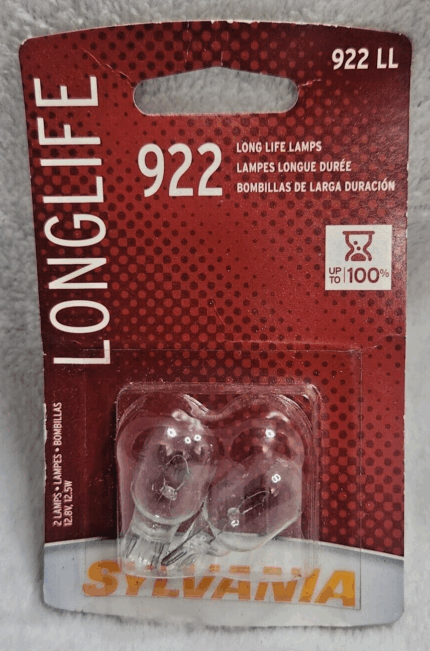 922 LL
LONGLIFE
922
LONG LIFE LAMPS
LAMPES LONGUE DURÉE
BOMBILLAS DE LARGA DURACIÓN
UP TO 100%
2 LAMPS • LAMPES • BOMBILLAS
12.8V, 12.5W
SYLVANIA